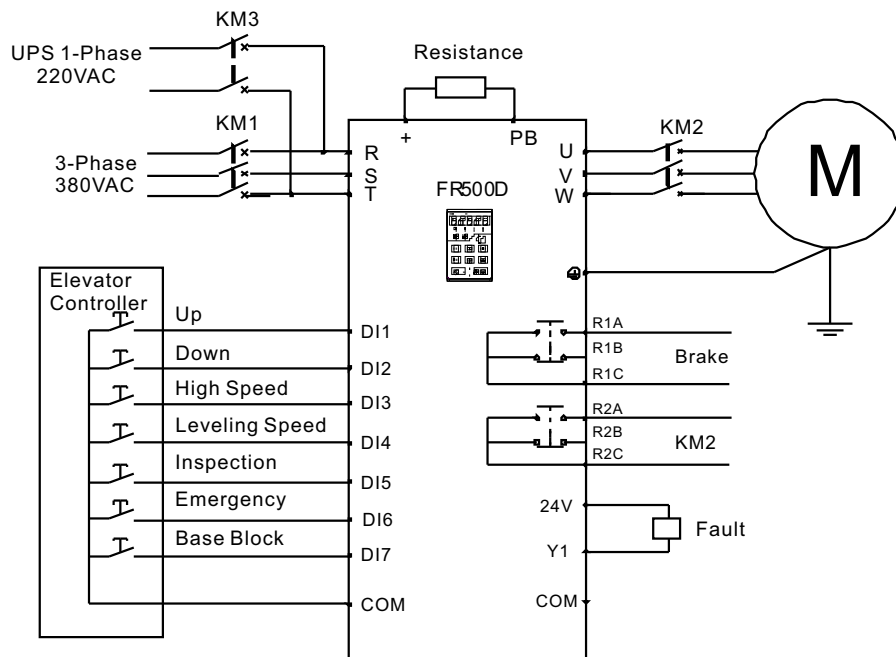 KM3
UPS 1-Phase
220VAC
Resistance
+
PB
KM1
KM2
3-Phase
380VAC
R
S
T
U
V
W
FR500D
M
Elevator
Controller
Up
DI1
Down
DI2
High Speed
DI3
Leveling Speed
DI4
Inspection
DI5
Emergency
DI6
Base Block
DI7
COM
R1A
R1B
Brake
R1C
R2A
R2B
KM2
R2C
24V
Fault
Y1
COM